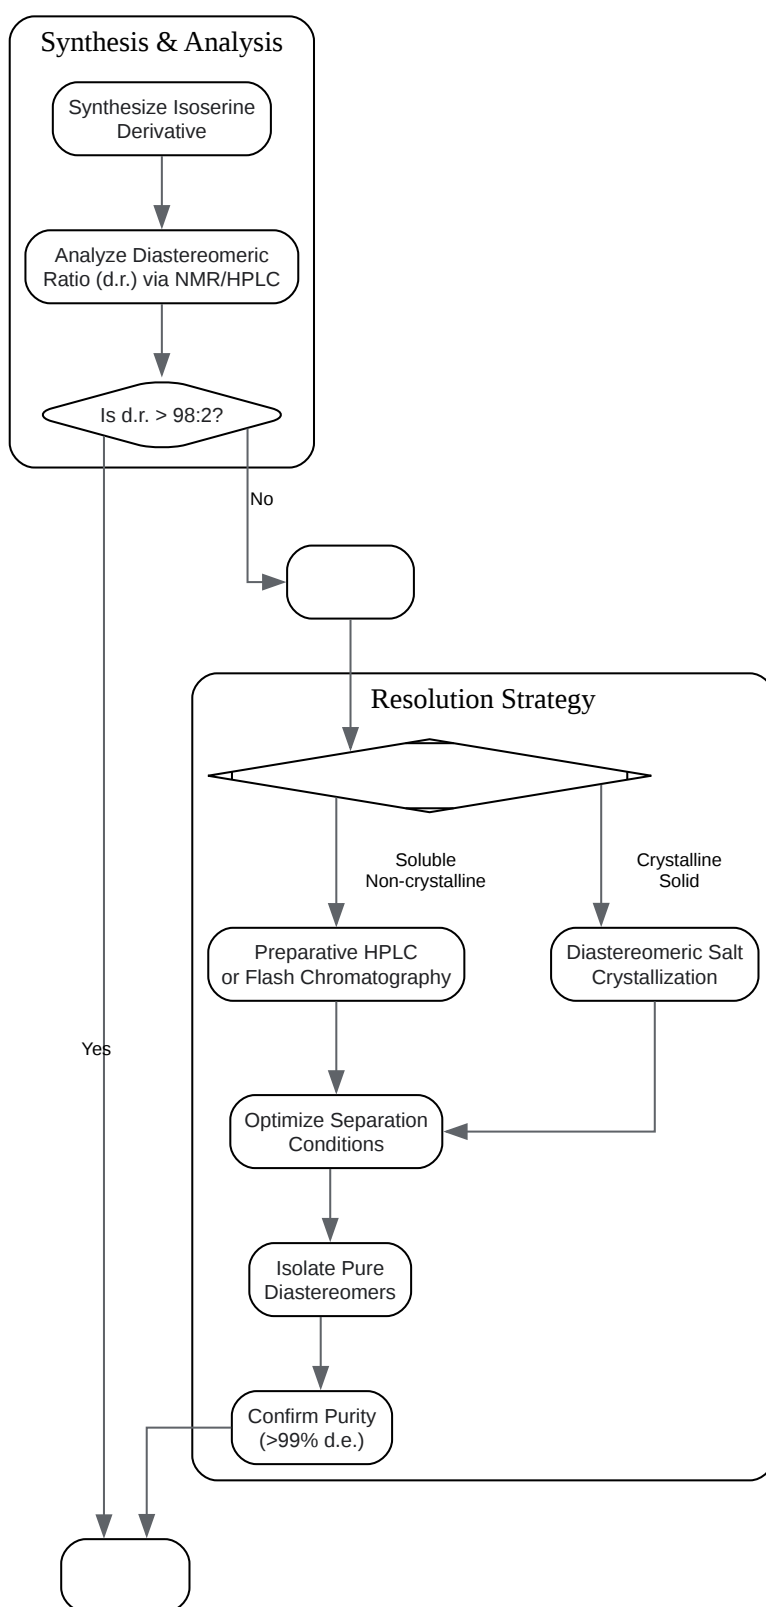 Synthesis & Analysis
Synthesize Isoserine
Derivative
Analyze Diastereomeric
Ratio (d.r.) via NMR/HPLC
Is d.r. > 98:2?
No
Resolution Strategy
Soluble
Non-crystalline
Crystalline
Solid
Preparative HPLC
or Flash Chromatography
Diastereomeric Salt
Crystallization
Yes
Optimize Separation
Conditions
Isolate Pure
Diastereomers
Confirm Purity
(>99% d.e.)